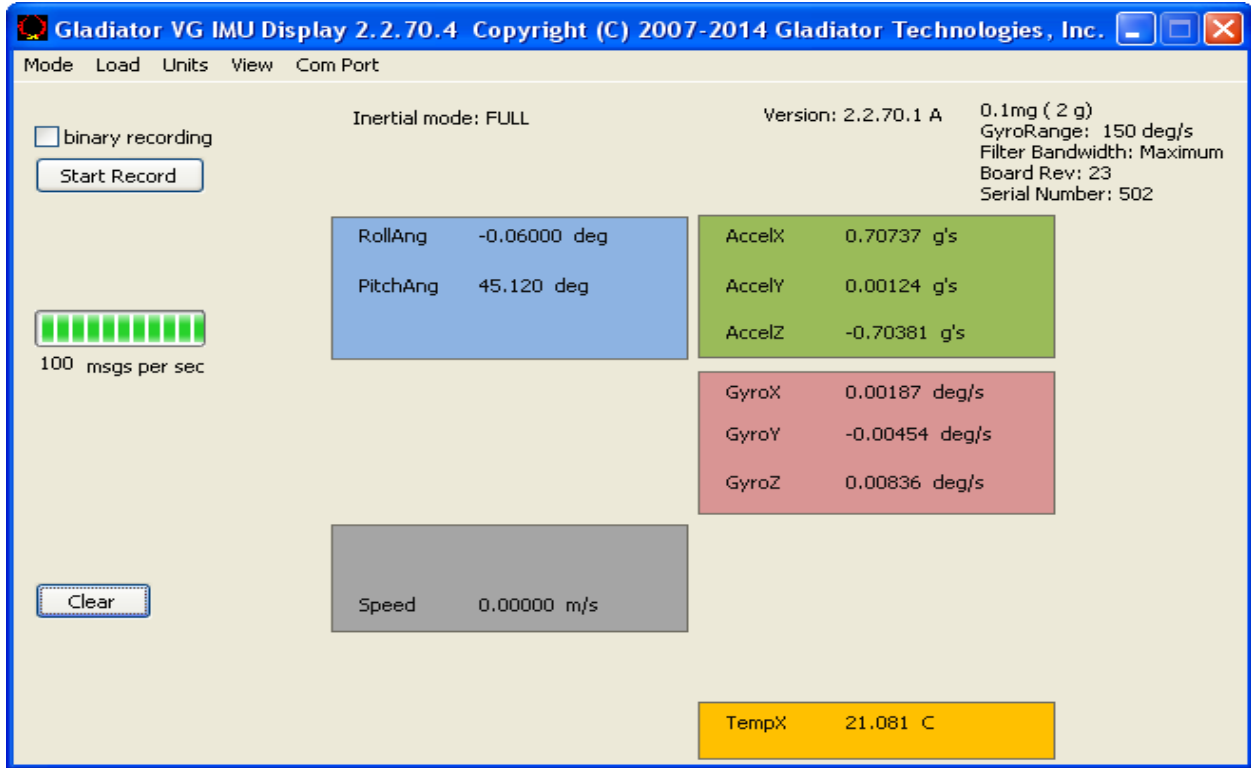 Gladiator VG IMU Display 2.2.70.4 Copyright (C) 2007-2014 Gladiator Technologies, Inc.
Mode Load Units View Com Port
binary recording
Start Record
Inertial mode: FULL
Version: 2.2.70.1 A
0.1mg ( 2 g)
GyroRange: 150 deg/s
Filter Bandwidth: Maximum
Board Rev: 23
Serial Number: 502
RollAng -0.06000 deg
PitchAng 45.120 deg
AccelX 0.70737 g's
AccelY 0.00124 g's
AccelZ -0.70381 g's
100 msgs per sec
GyroX 0.00187 deg/s
GyroY -0.00454 deg/s
GyroZ 0.00836 deg/s
Clear
Speed 0.00000 m/s
TempX 21.081 C